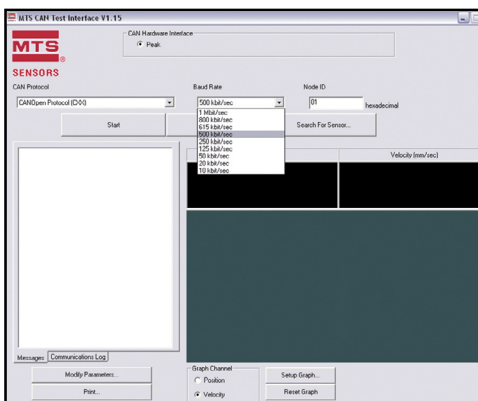 MTS CAN Test Interface V1.15
MTS
®
SENSORS
CAN Hardware Interface
Peak
CAN Protocol
Baud Rate
Node ID
CANOpen Protocol (CXX)
500 kbit/sec
01
hexadecimal
1 Mbit/sec
800 kbit/sec
615 kbit/sec
500 kbit/sec
250 kbit/sec
125 kbit/sec
50 kbit/sec
20 kbit/sec
10 kbit/sec
Start
Search For Sensor...
Velocity (mm/sec)
Messages
Communications Log
Modify Parameters...
Print...
Graph Channel
Position
Velocity
Setup Graph...
Reset Graph